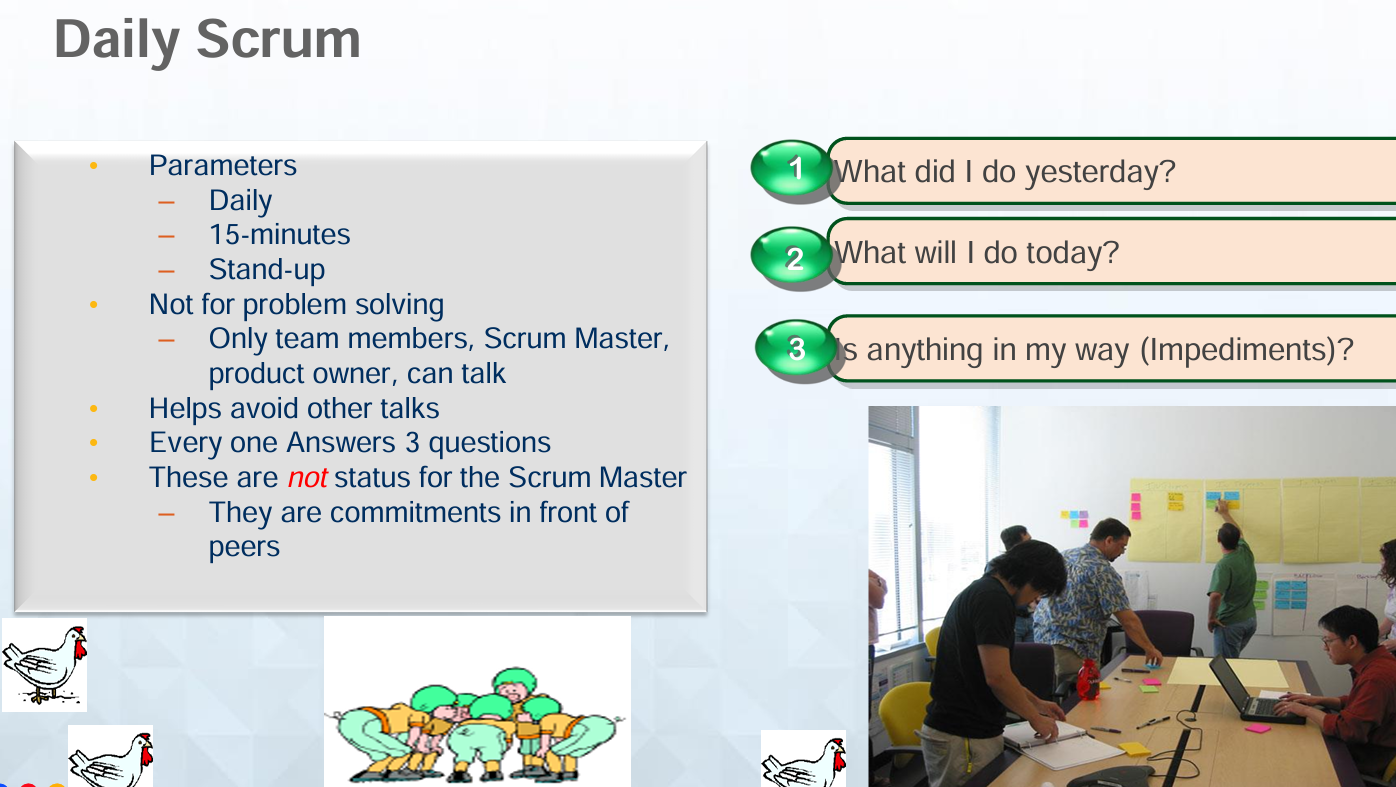 Daily Scrum
• Parameters
– Daily
– 15-minutes
– Stand-up
• Not for problem solving
– Only team members, Scrum Master,
product owner, can talk
• Helps avoid other talks
• Every one Answers 3 questions
• These are not status for the Scrum Master
– They are commitments in front of
peers
1 What did I do yesterday?
2 What will I do today?
3 Is anything in my way (Impediments)?